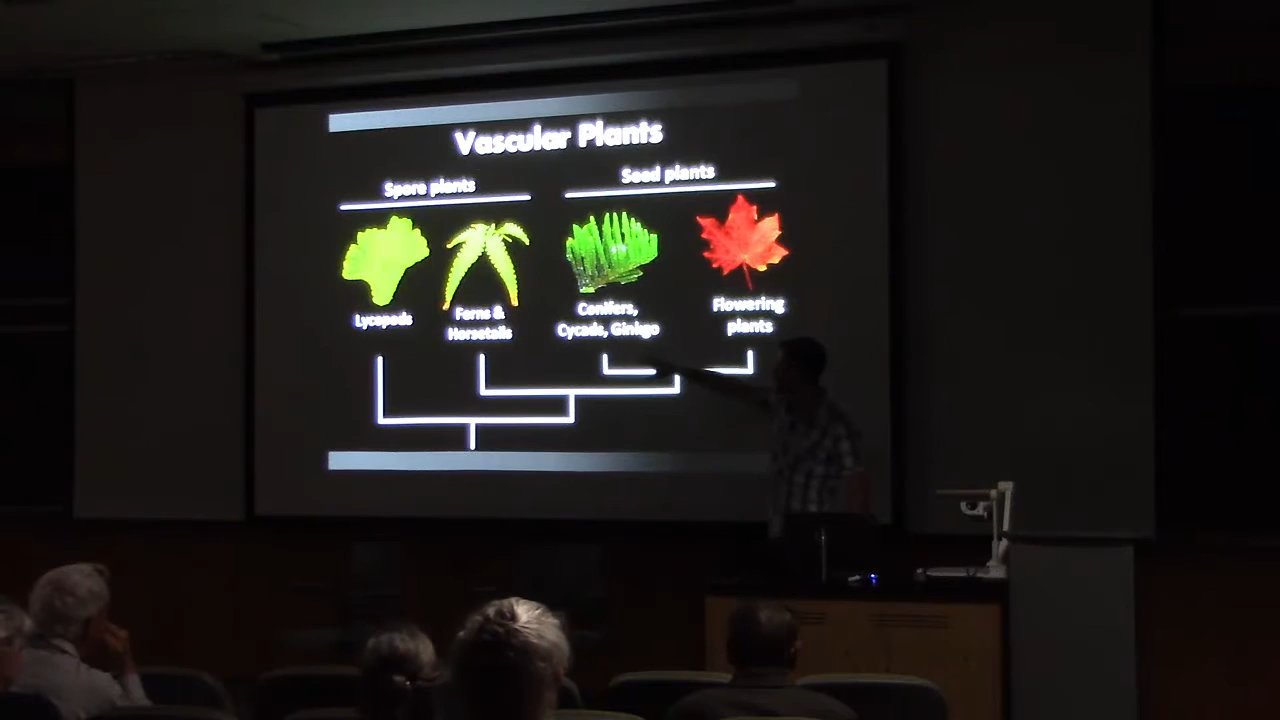 Vascular Plants
Spore plants
Seed plants
Lycopods
Ferns &
Horsetails
Conifers,
Cycads, Ginkgo
Flowering
plants